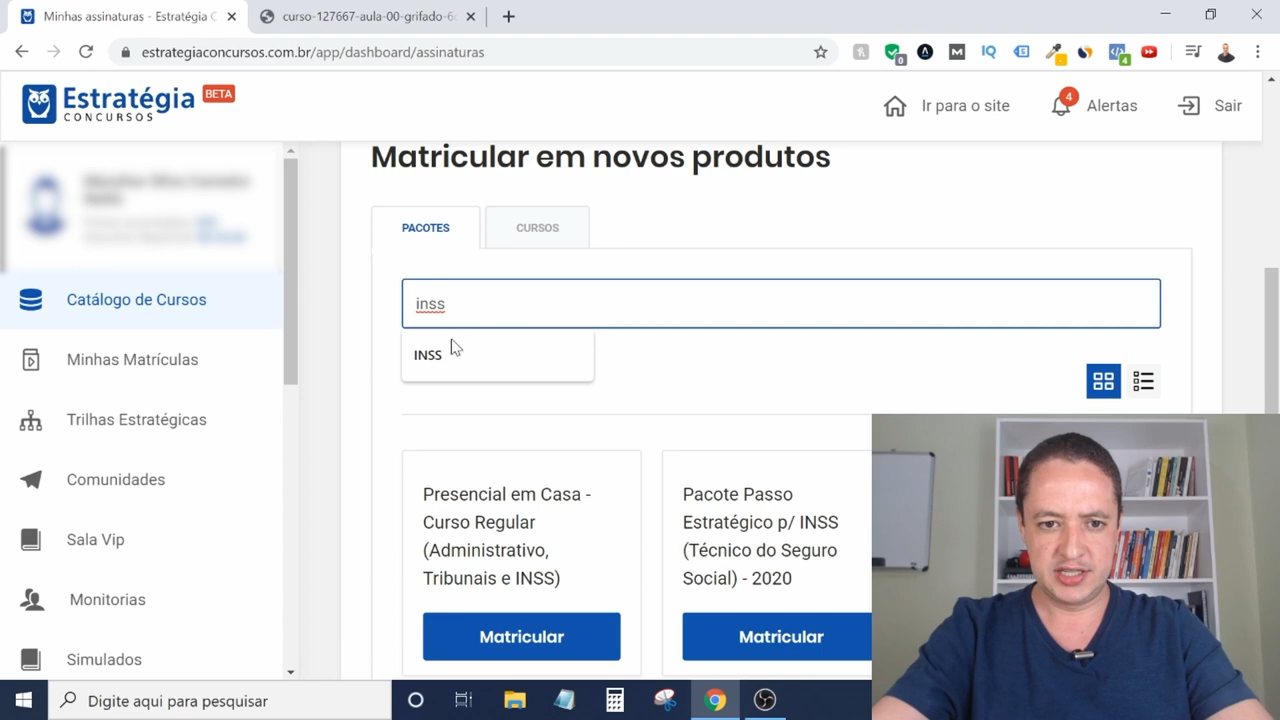 Minhas assinaturas - Estratégia C
curso-127667-aula-00-grifado-6
estrategiaconcursos.com.br/app/dashboard/assinaturas
0
IQ
4
Estratégia
CONCURSOS
BETA
Ir para o site
4
Alertas
Sair
Catálogo de Cursos
Minhas Matrículas
Trilhas Estratégicas
Comunidades
Sala Vip
Monitorias
Simulados
Matricular em novos produtos
PACOTES
CURSOS
inss
INSS
Presencial em Casa -
Curso Regular
(Administrativo,
Tribunais e INSS)
Matricular
Pacote Passo
Estratégico p/ INSS
(Técnico do Seguro
Social) - 2020
Matricular
Digite aqui para pesquisar